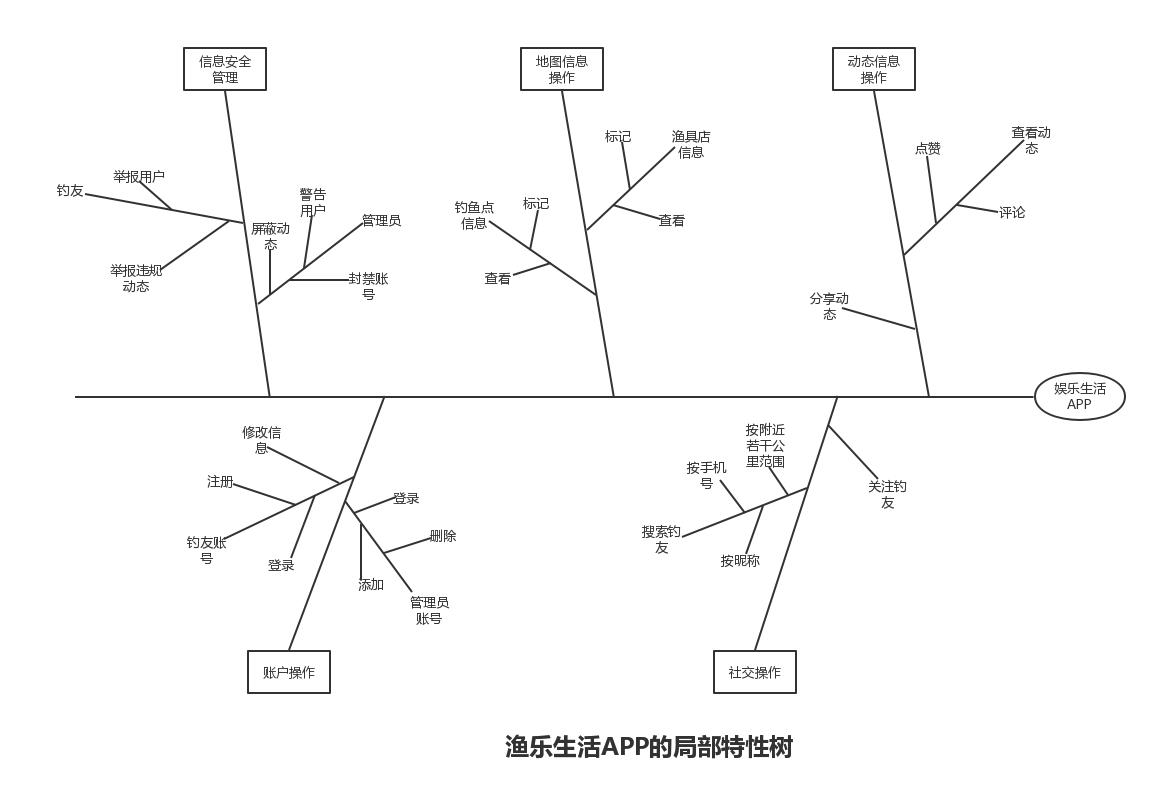 信息安全
管理
地图信息
操作
动态信息
操作
钓友
举报用户
举报违规
动态
屏蔽动
态
警告
用户
管理员
封禁账
号
钓鱼点
信息
标记
查看
标记
渔具店
信息
查看
点赞
查看动
态
评论
分享动
态
娱乐生活
APP
修改信
息
注册
钓友账
号
登录
登录
删除
添加
管理员
账号
按附近
若干公
里范围
按手机
号
搜索钓
友
按昵称
关注钓
友
账户操作
社交操作
渔乐生活APP的局部特性树